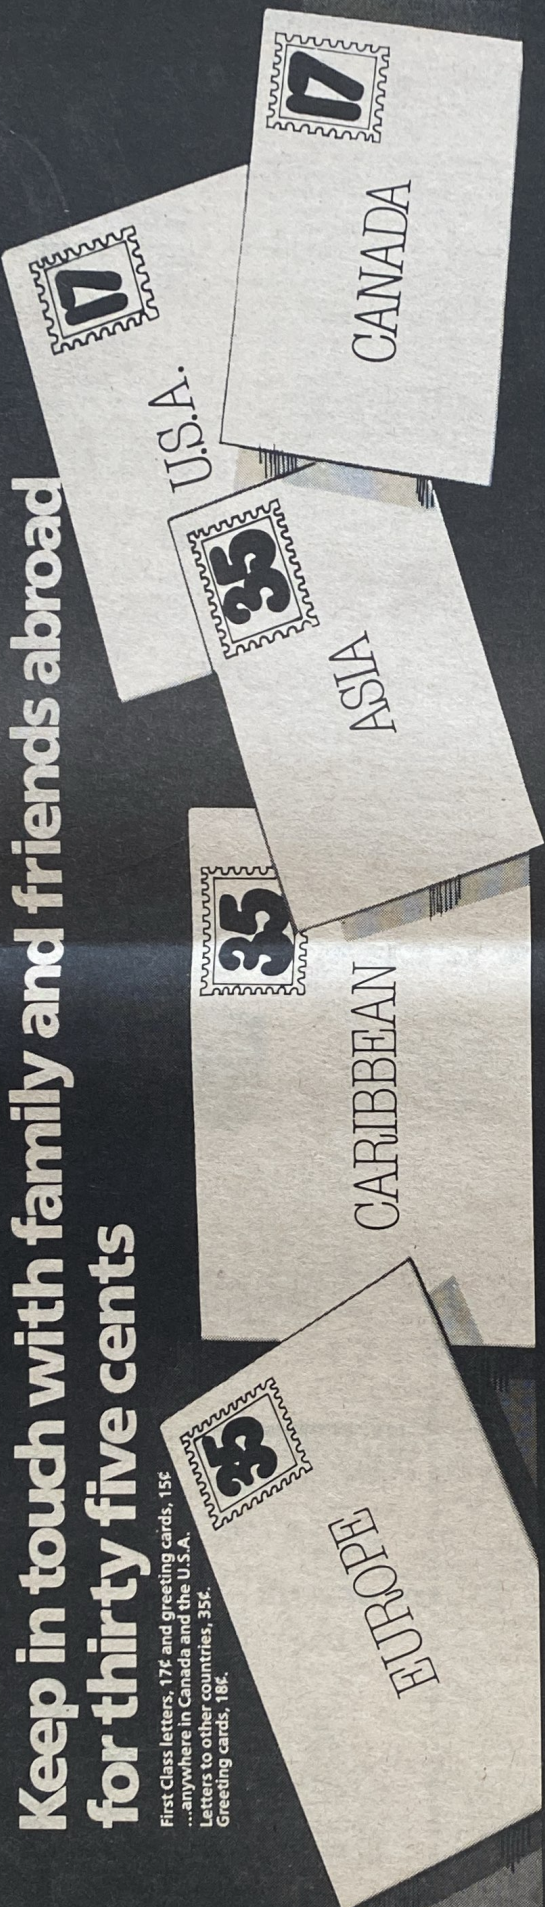 Keep in touch with family and friends abroad
for thirty five cents
First Class letters, 17¢ and greeting cards, 15¢
...anywhere in Canada and the U.S.A.
Letters to other countries, 35¢.
Greeting cards, 18¢.
35
EUROPE
35
CARIBBEAN
35
ASIA
17
U.S.A.
17
CANADA